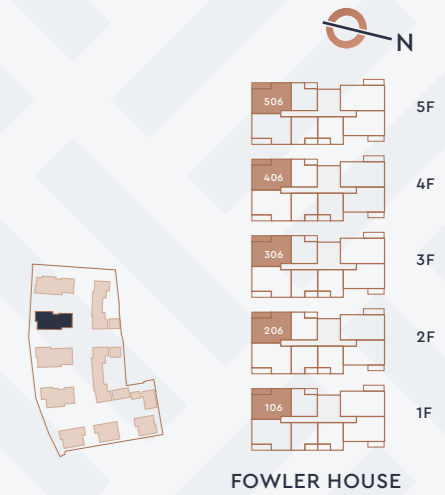 N
506 5F
406 4F
306 3F
206 2F
106 1F
FOWLER HOUSE